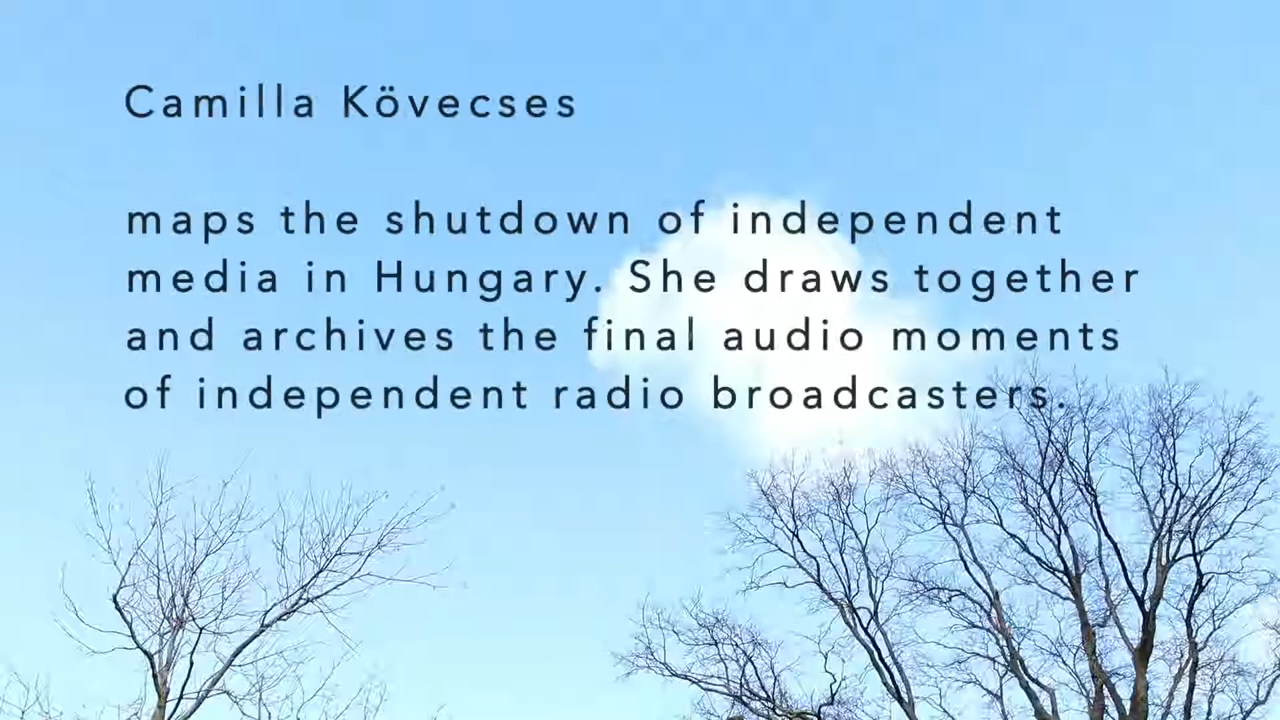 Camilla Kövecses
maps the shutdown of independent
media in Hungary. She draws together
and archives the final audio moments
of independent radio broadcasters.